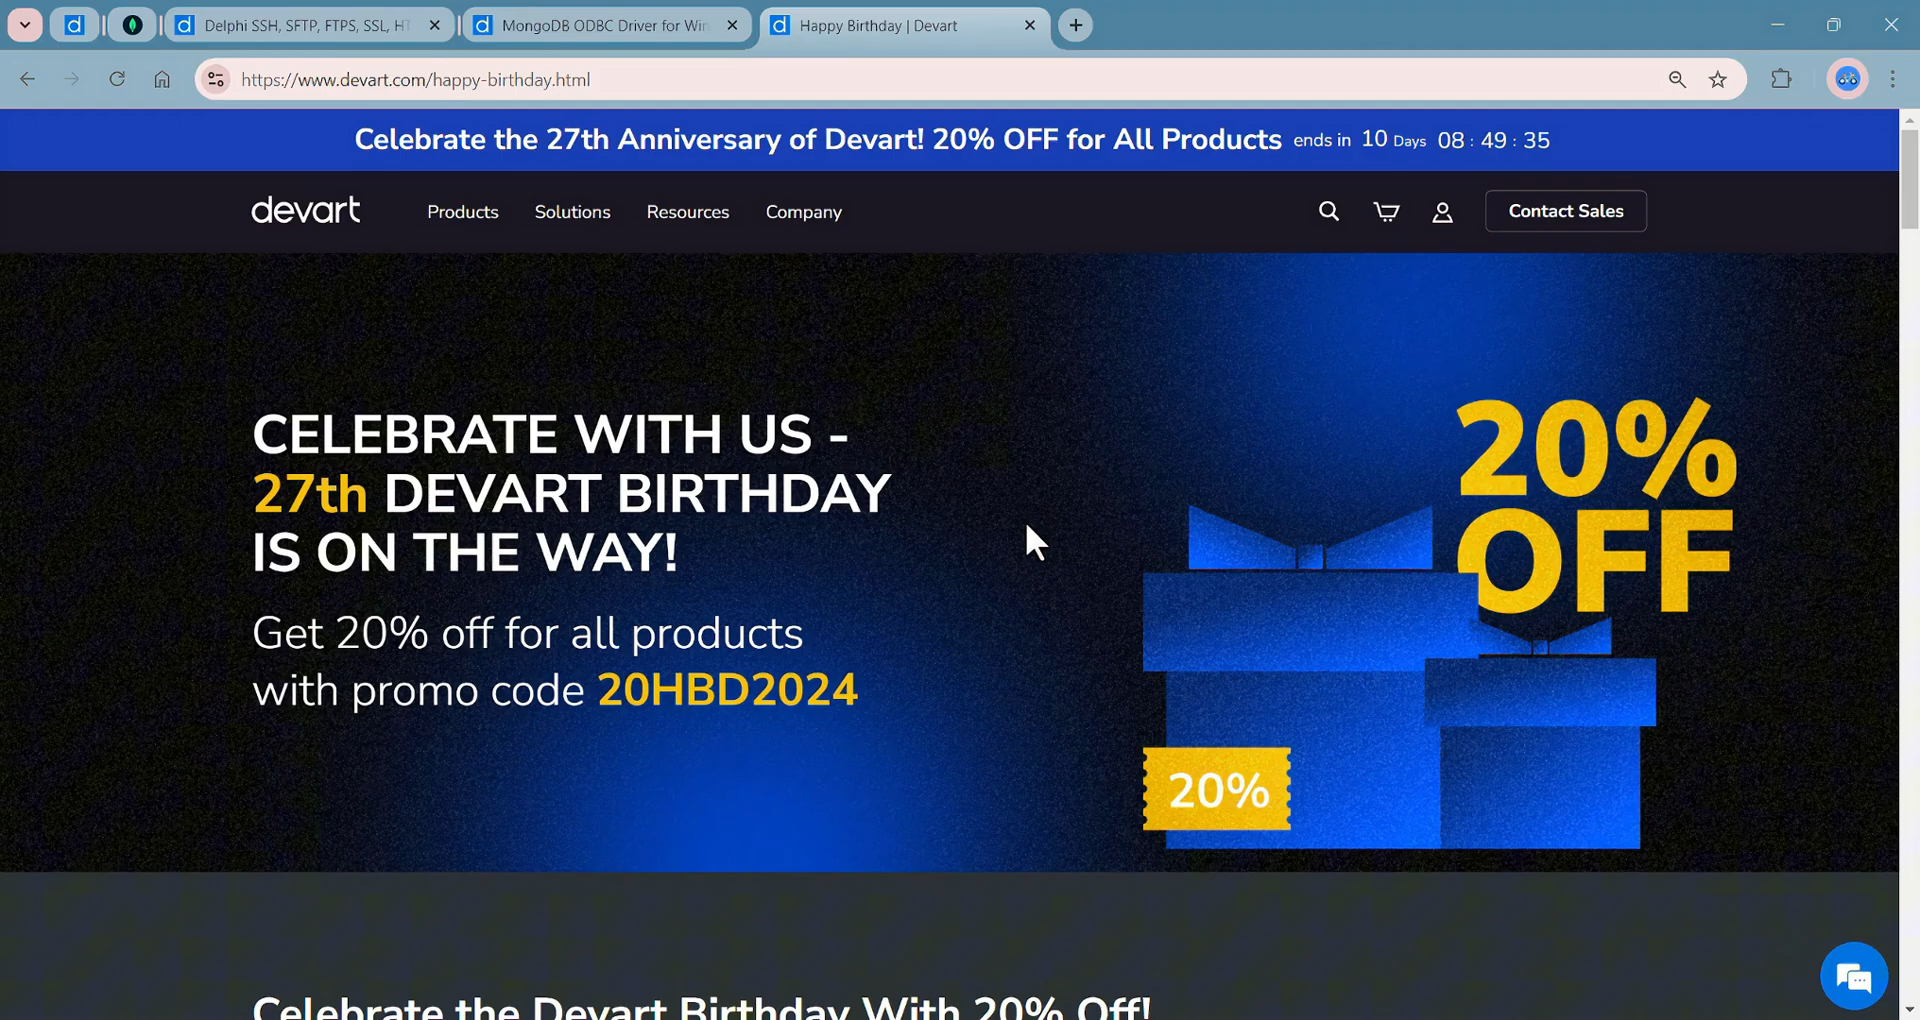 Delphi SSH, SFTP, FTPS, SSL, HT
MongoDB ODBC Driver for Win
Happy Birthday | Devart
https://www.devart.com/happy-birthday.html
Celebrate the 27th Anniversary of Devart! 20% OFF for All Products ends in 10 Days 08 : 49 : 35
devart
Products
Solutions
Resources
Company
Contact Sales
CELEBRATE WITH US -
27th DEVART BIRTHDAY
IS ON THE WAY!
Get 20% off for all products
with promo code 20HBD2024
20%
OFF
20%
Celebrate the Devart Birthday With 20% Off!